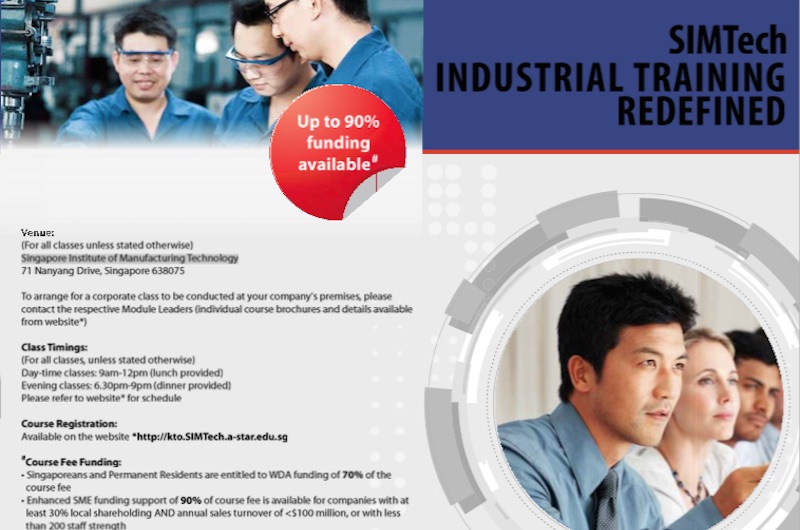 Up to 90%
funding
available#
SIMTech
INDUSTRIAL TRAINING
REDEFINED
Venue:
(For all classes unless stated otherwise)
Singapore Institute of Manufacturing Technology
71 Nanyang Drive, Singapore 638075
To arrange for a corporate class to be conducted at your company's premises, please
contact the respective Module Leaders (individual course brochures and details available
from website*)
Class Timings:
(For all classes, unless stated otherwise)
Day-time classes: 9am-12pm (lunch provided)
Evening classes: 6.30pm-9pm (dinner provided)
Please refer to website* for schedule
Course Registration:
Available on the website *http://kto.SIMTech.a-star.edu.sg
#Course Fee Funding:
• Singaporeans and Permanent Residents are entitled to WDA funding of 70% of the
course fee
• Enhanced SME funding support of 90% of course fee is available for companies with at
least 30% local shareholding AND annual sales turnover of <$100 million, or with less
than 200 staff strength